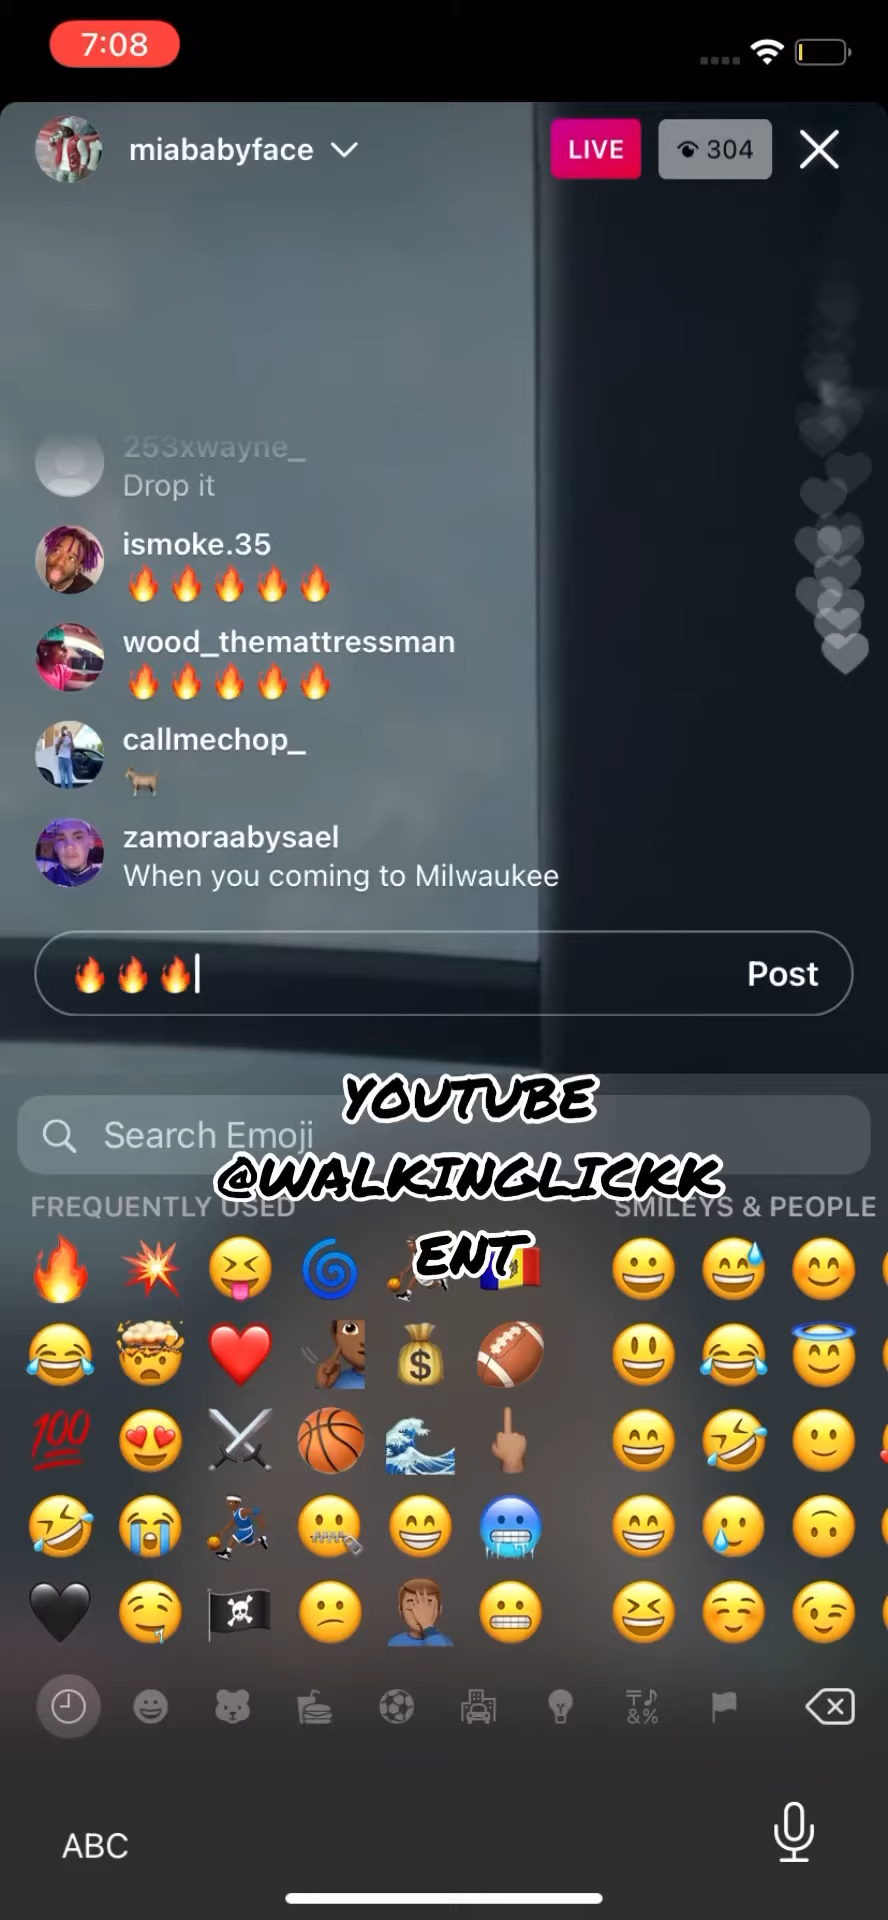 7:08
miababyface
LIVE
304
253xwayne_
Drop it
ismoke.35
🔥🔥🔥🔥🔥
wood_themattressman
🔥🔥🔥🔥🔥
callmechop_
🐐
zamoraabysael
When you coming to Milwaukee
🔥🔥🔥
Post
YOUTUBE
Search Emoji
@WALKINGLICKK
FREQUENTLY USED
SMILEYS & PEOPLE
ENT
ABC